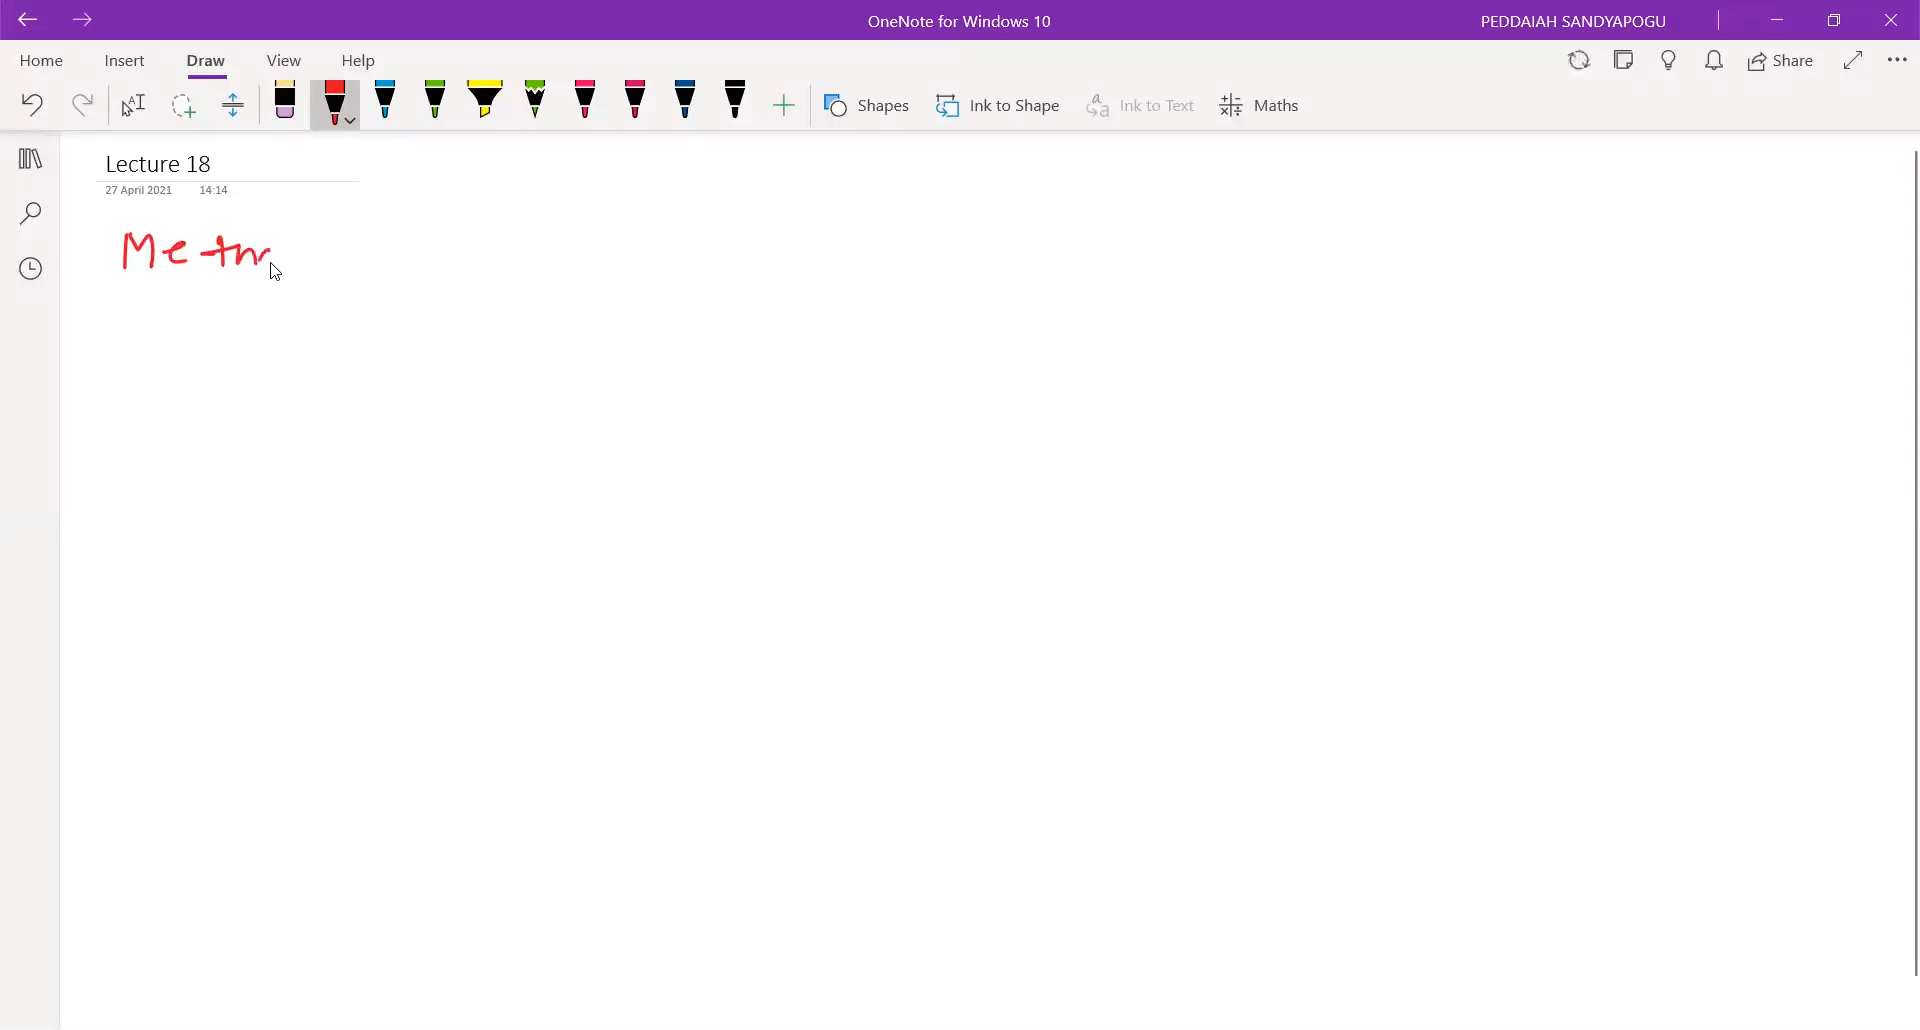 OneNote for Windows 10
PEDDAIAH SANDYAPOGU
Home Insert Draw View Help
Share
Shapes Ink to Shape Ink to Text Maths
Lecture 18
27 April 2021 14:14